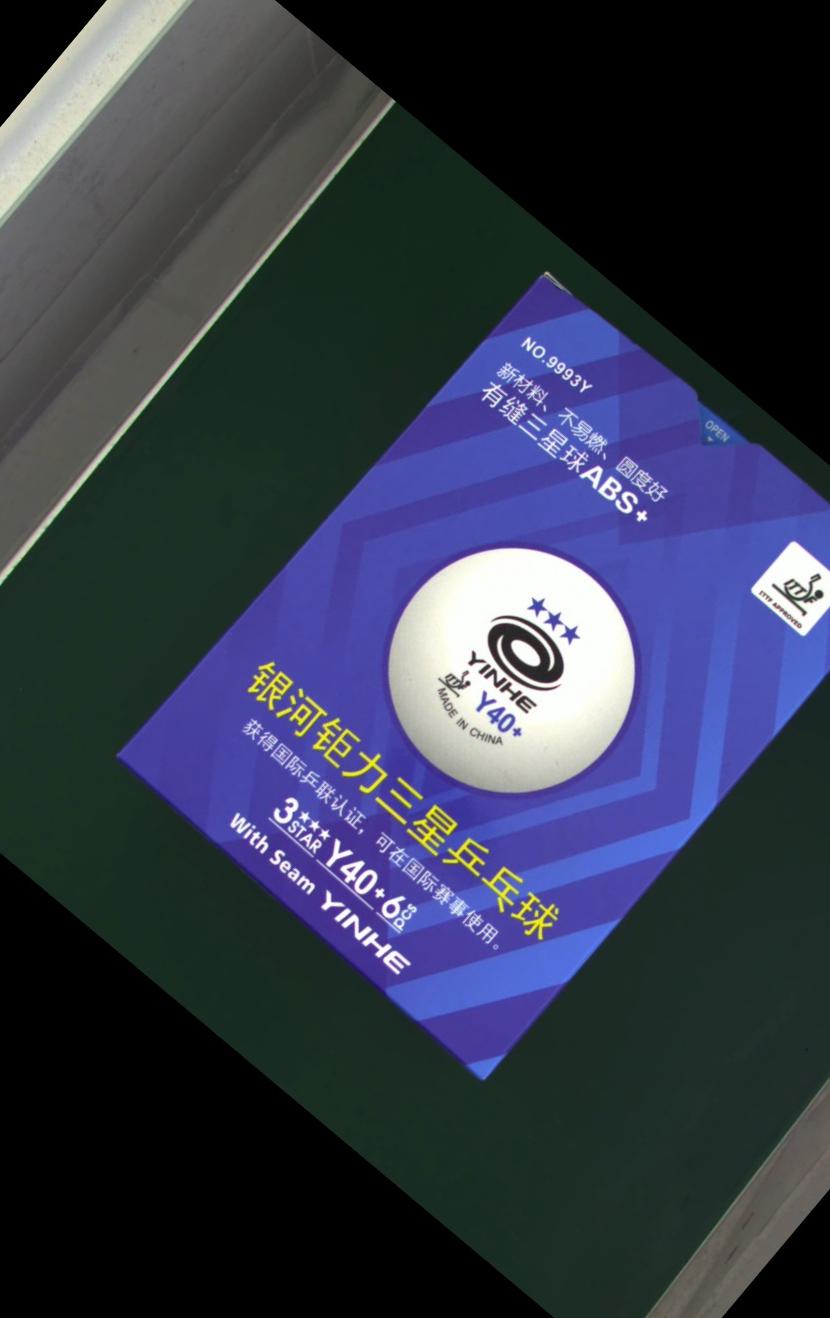 NO.9993Y
新材料、不易燃、圆度好
有缝三星球ABS+
OPEN
ITTF
ITTF APPROVED
YINHE
ITTF Y40+
MADE IN CHINA
银河钜力三星乒乓球
获得国际乒联认证，可在国际赛事使用。
3 STAR Y40+ 6 PCS
With Seam YINHE